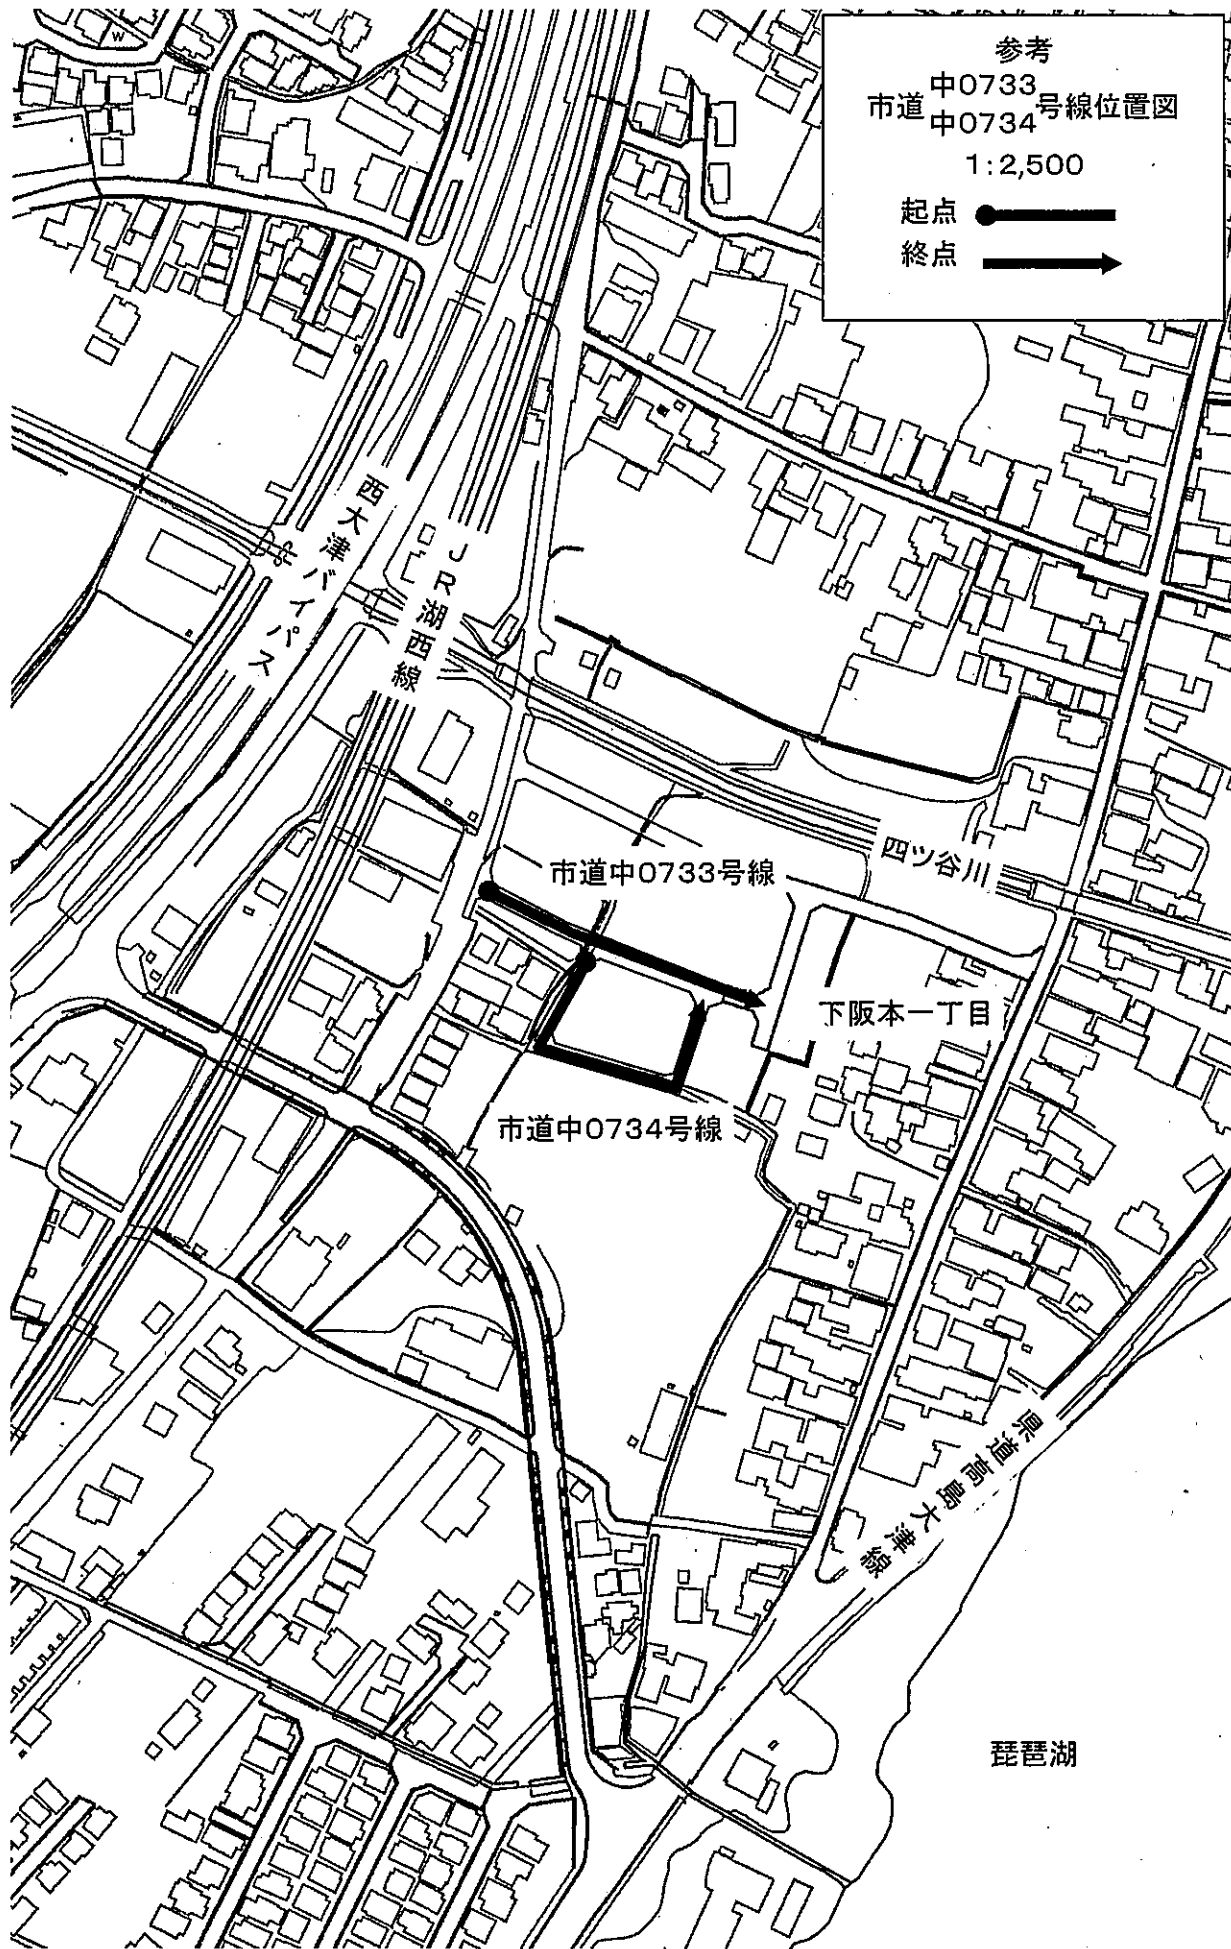 参考
市道 中0733 号線位置図
中0734
1:2,500
起点
終点
西大津バイパス
JR湖西線
四ツ谷川
市道中0733号線
下阪本一丁目
市道中0734号線
県道高島大津線
琵琶湖
W